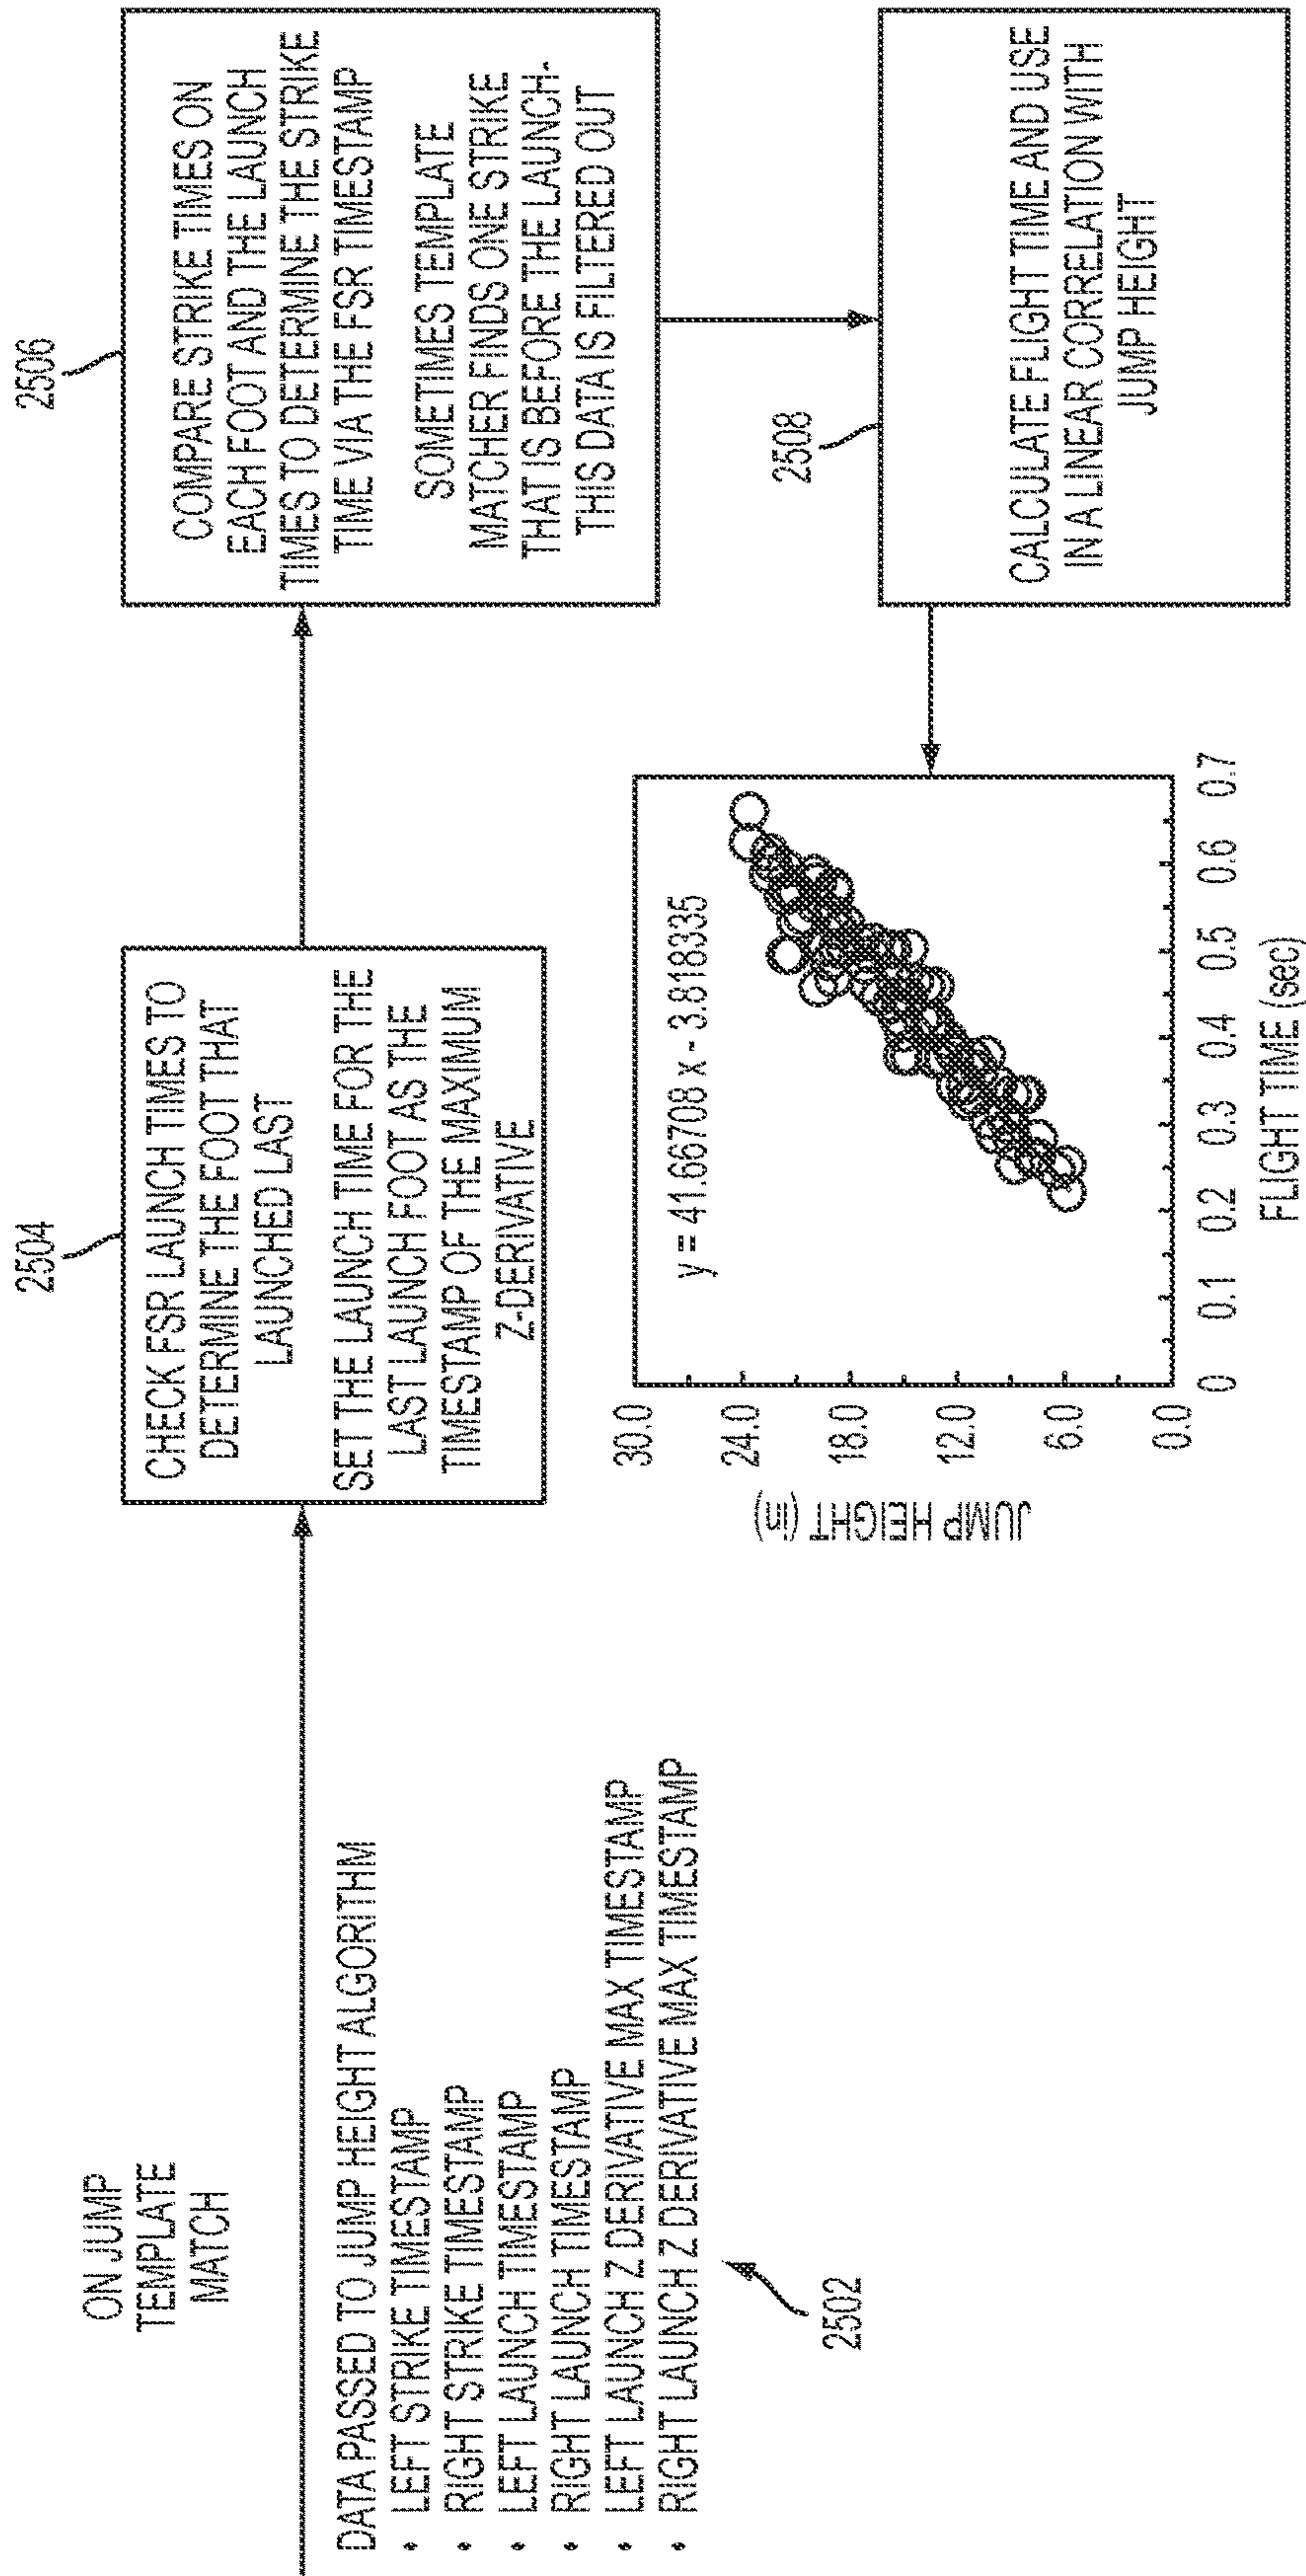 ON JUMP
TEMPLATE
MATCH
DATA PASSED TO JUMP HEIGHT ALGORITHM
• LEFT STRIKE TIMESTAMP
• RIGHT STRIKE TIMESTAMP
• LEFT LAUNCH TIMESTAMP
• RIGHT LAUNCH TIMESTAMP
• LEFT LAUNCH Z DERIVATIVE MAX TIMESTAMP
• RIGHT LAUNCH Z DERIVATIVE MAX TIMESTAMP
2502
2504
CHECK FSR LAUNCH TIMES TO
DETERMINE THE FOOT THAT
LAUNCHED LAST
SET THE LAUNCH TIME FOR THE
LAST LAUNCH FOOT AS THE
TIMESTAMP OF THE MAXIMUM
Z-DERIVATIVE
2506
COMPARE STRIKE TIMES ON
EACH FOOT AND THE LAUNCH
TIMES TO DETERMINE THE STRIKE
TIME VIA THE FSR TIMESTAMP
SOMETIMES TEMPLATE
MATCHER FINDS ONE STRIKE
THAT IS BEFORE THE LAUNCH-
THIS DATA IS FILTERED OUT
2508
CALCULATE FLIGHT TIME AND USE
IN A LINEAR CORRELATION WITH
JUMP HEIGHT
y = 41.66708 x - 3.818335
JUMP HEIGHT (in)
30.0
24.0
18.0
12.0
6.0
0.0
0 0.1 0.2 0.3 0.4 0.5 0.6 0.7
FLIGHT TIME (sec)